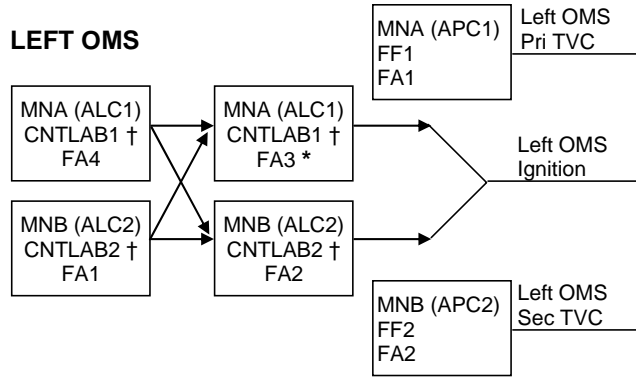 LEFT OMS
MNA (APC1)
FF1
FA1
Left OMS
Pri TVC
MNA (ALC1)
CNTLAB1 †
FA4
MNA (ALC1)
CNTLAB1 †
FA3 *
Left OMS
Ignition
MNB (ALC2)
CNTLAB2 †
FA1
MNB (ALC2)
CNTLAB2 †
FA2
MNB (APC2)
FF2
FA2
Left OMS
Sec TVC